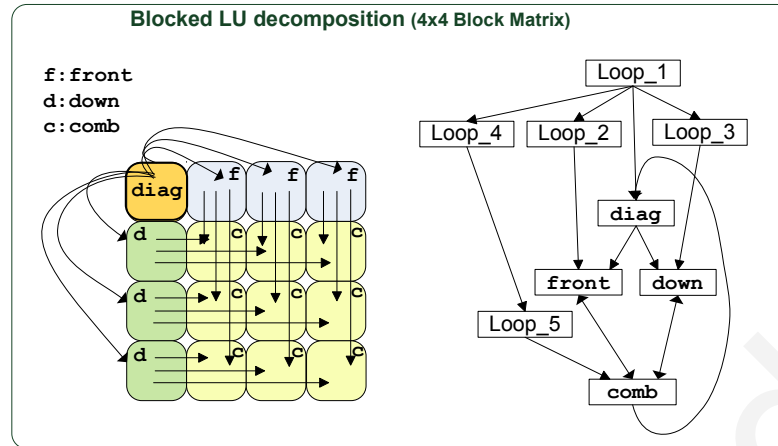 Blocked LU decomposition (4x4 Block Matrix)
f:front
d:down
c:comb
diag
f
f
f
d
c
c
c
d
c
c
c
d
c
c
c
Loop_1
Loop_4
Loop_2
Loop_3
diag
front
down
Loop_5
comb